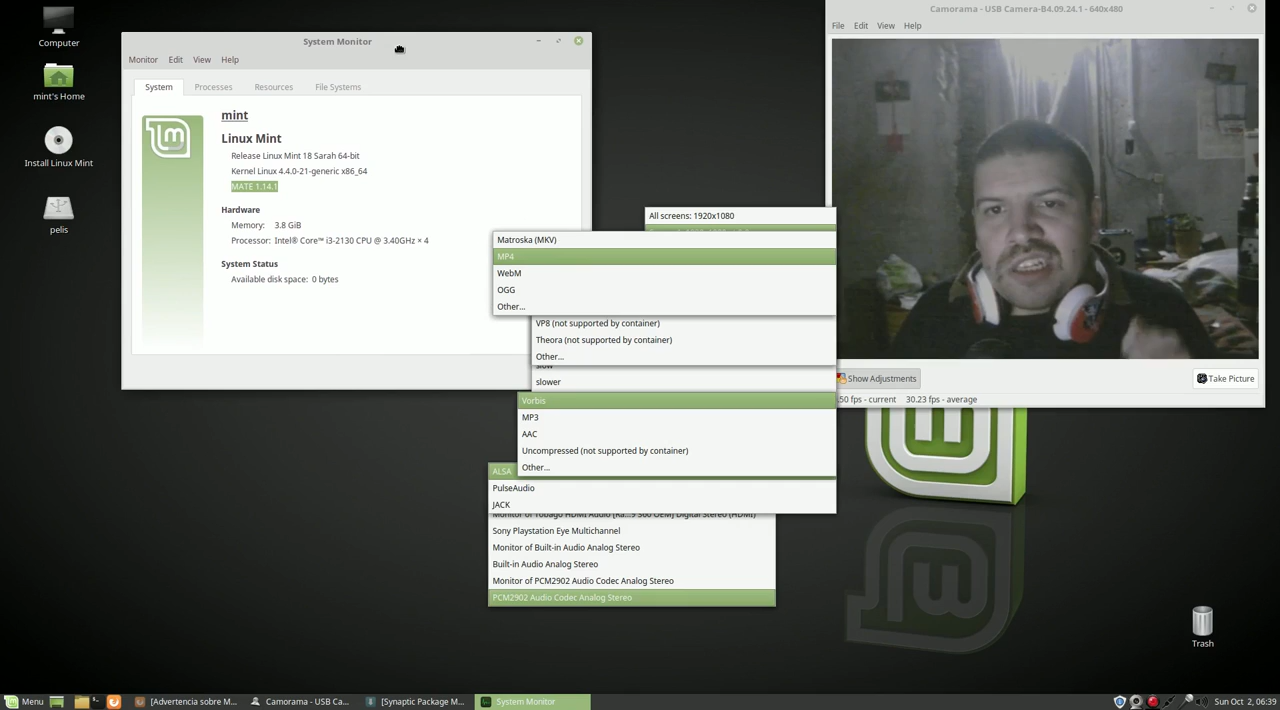 Computer
mint's Home
Install Linux Mint
pelis
System Monitor
Monitor Edit View Help
System Processes Resources File Systems
mint
Linux Mint
Release Linux Mint 18 Sarah 64-bit
Kernel Linux 4.4.0-21-generic x86_64
MATE 1.14.1
Hardware
Memory: 3.8 GiB
Processor: Intel® Core™ i3-2130 CPU @ 3.40GHz × 4
System Status
Available disk space: 0 bytes
Camorama - USB Camera-B4.09.24.1 - 640x480
File Edit View Help
Show Adjustments
Take Picture
.50 fps - current 30.23 fps - average
All screens: 1920x1080
Matroska (MKV)
MP4
WebM
OGG
Other...
VP8 (not supported by container)
Theora (not supported by container)
Other...
slow
slower
Vorbis
MP3
AAC
Uncompressed (not supported by container)
Other...
ALSA
PulseAudio
JACK
Sony Playstation Eye Multichannel
Monitor of Built-in Audio Analog Stereo
Built-in Audio Analog Stereo
Monitor of PCM2902 Audio Codec Analog Stereo
PCM2902 Audio Codec Analog Stereo
Trash
Menu
[Advertencia sobre M...
Camorama - USB Ca...
[Synaptic Package M...
System Monitor
Sun Oct 2, 06:39